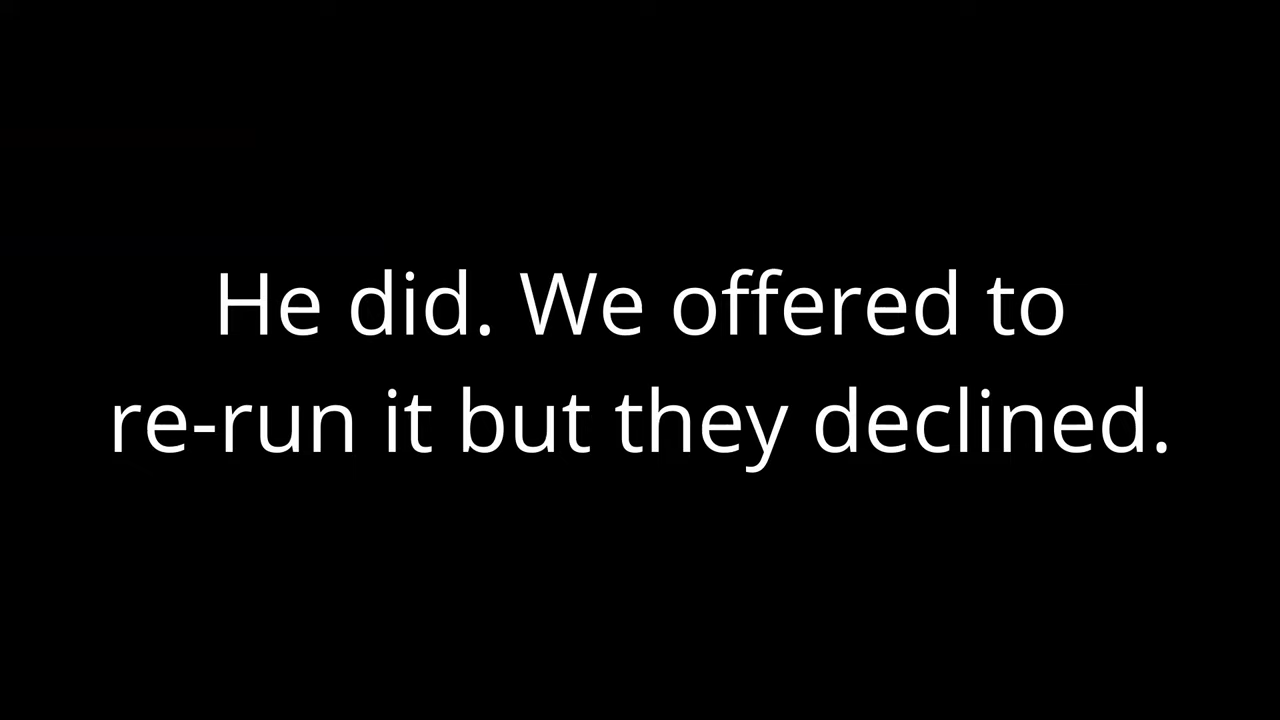 He did. We offered to
re-run it but they declined.